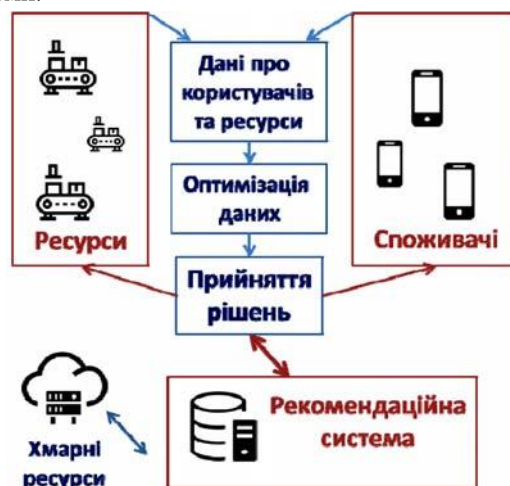 Дані про
користувачів
та ресурси
Оптимізація
даних
Ресурси
Споживачі
Прийняття
рішень
Рекомендаційна
система
Хмарні
ресурси